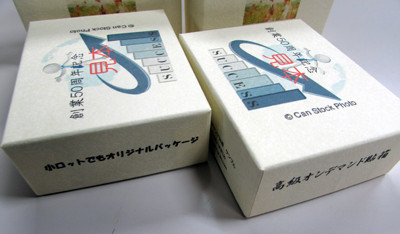 © Can Stock Photo
SUCCESS
見本
創業50周年記念
小ロットでもオリジナルパッケージ
創業50周年記念
見本
SUCCESS
© Can Stock Photo
高級オンデマンド貼箱